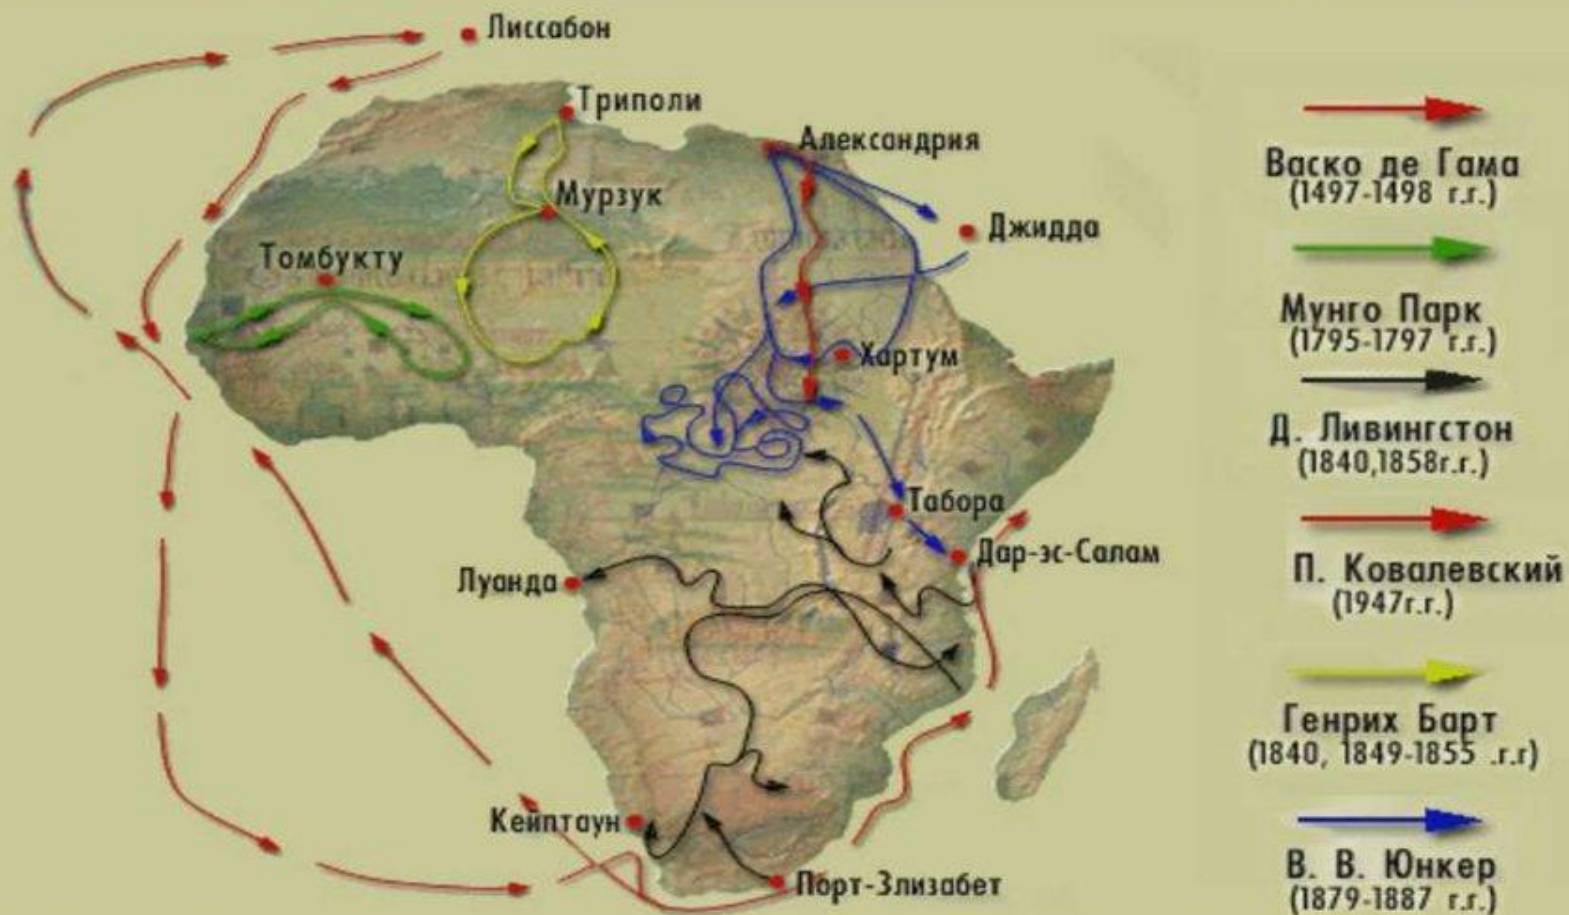 Лиссабон
Триполи
Александрия
Мурзук
Джидда
Томбукту
Хартум
Табора
Дар-эс-Салам
Луанда
Кейптаун
Порт-Злизабет
Васко де Гама
(1497-1498 г.г.)
Мунго Парк
(1795-1797 г.г.)
Д. Ливингстон
(1840,1858г.г.)
П. Ковалевский
(1947г.г.)
Генрих Барт
(1840, 1849-1855 .г.г)
В. В. Юнкер
(1879-1887 г.г.)